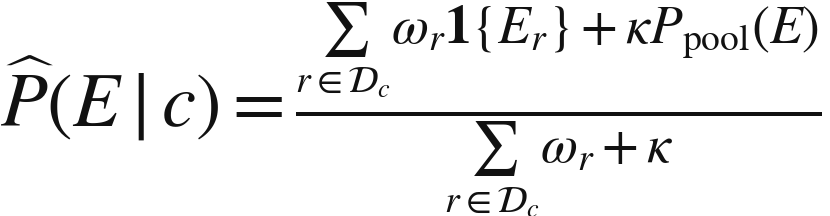 \widehat{P}(E \mid c) = \frac{\sum_{r \in \mathcal{D}_c} \omega_r \mathbf{1}\{E_r\} + \kappa P_{\text{pool}}(E)}{\sum_{r \in \mathcal{D}_c} \omega_r + \kappa}